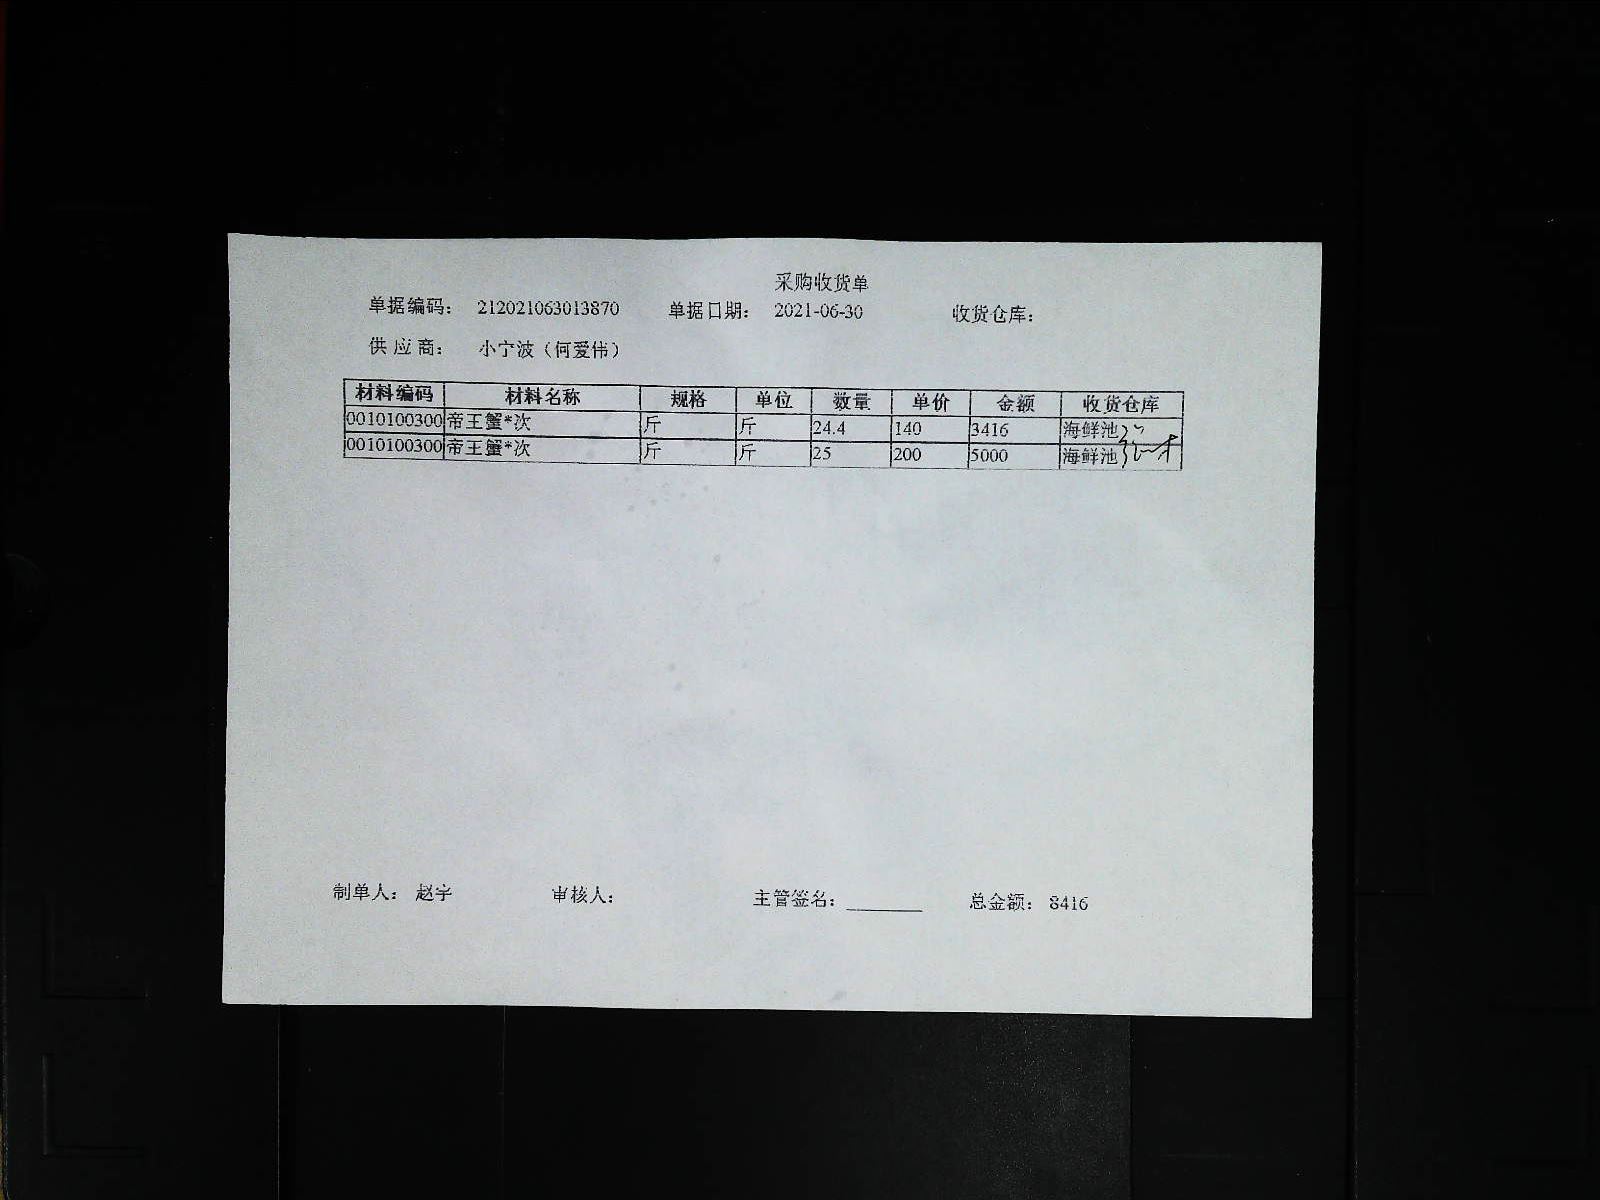 采购收货单
单据编码： 212021063013870 单据日期： 2021-06-30 收货仓库：
供应商： 小宁波（何爱伟）
材料编码 材料名称 规格 单位 数量 单价 金额 收货仓库
0010100300 帝王蟹*次 斤 斤 24.4 140 3416 海鲜池
0010100300 帝王蟹*次 斤 斤 25 200 5000 海鲜池
制单人： 赵宇 审核人： 主管签名： 总金额： 8416